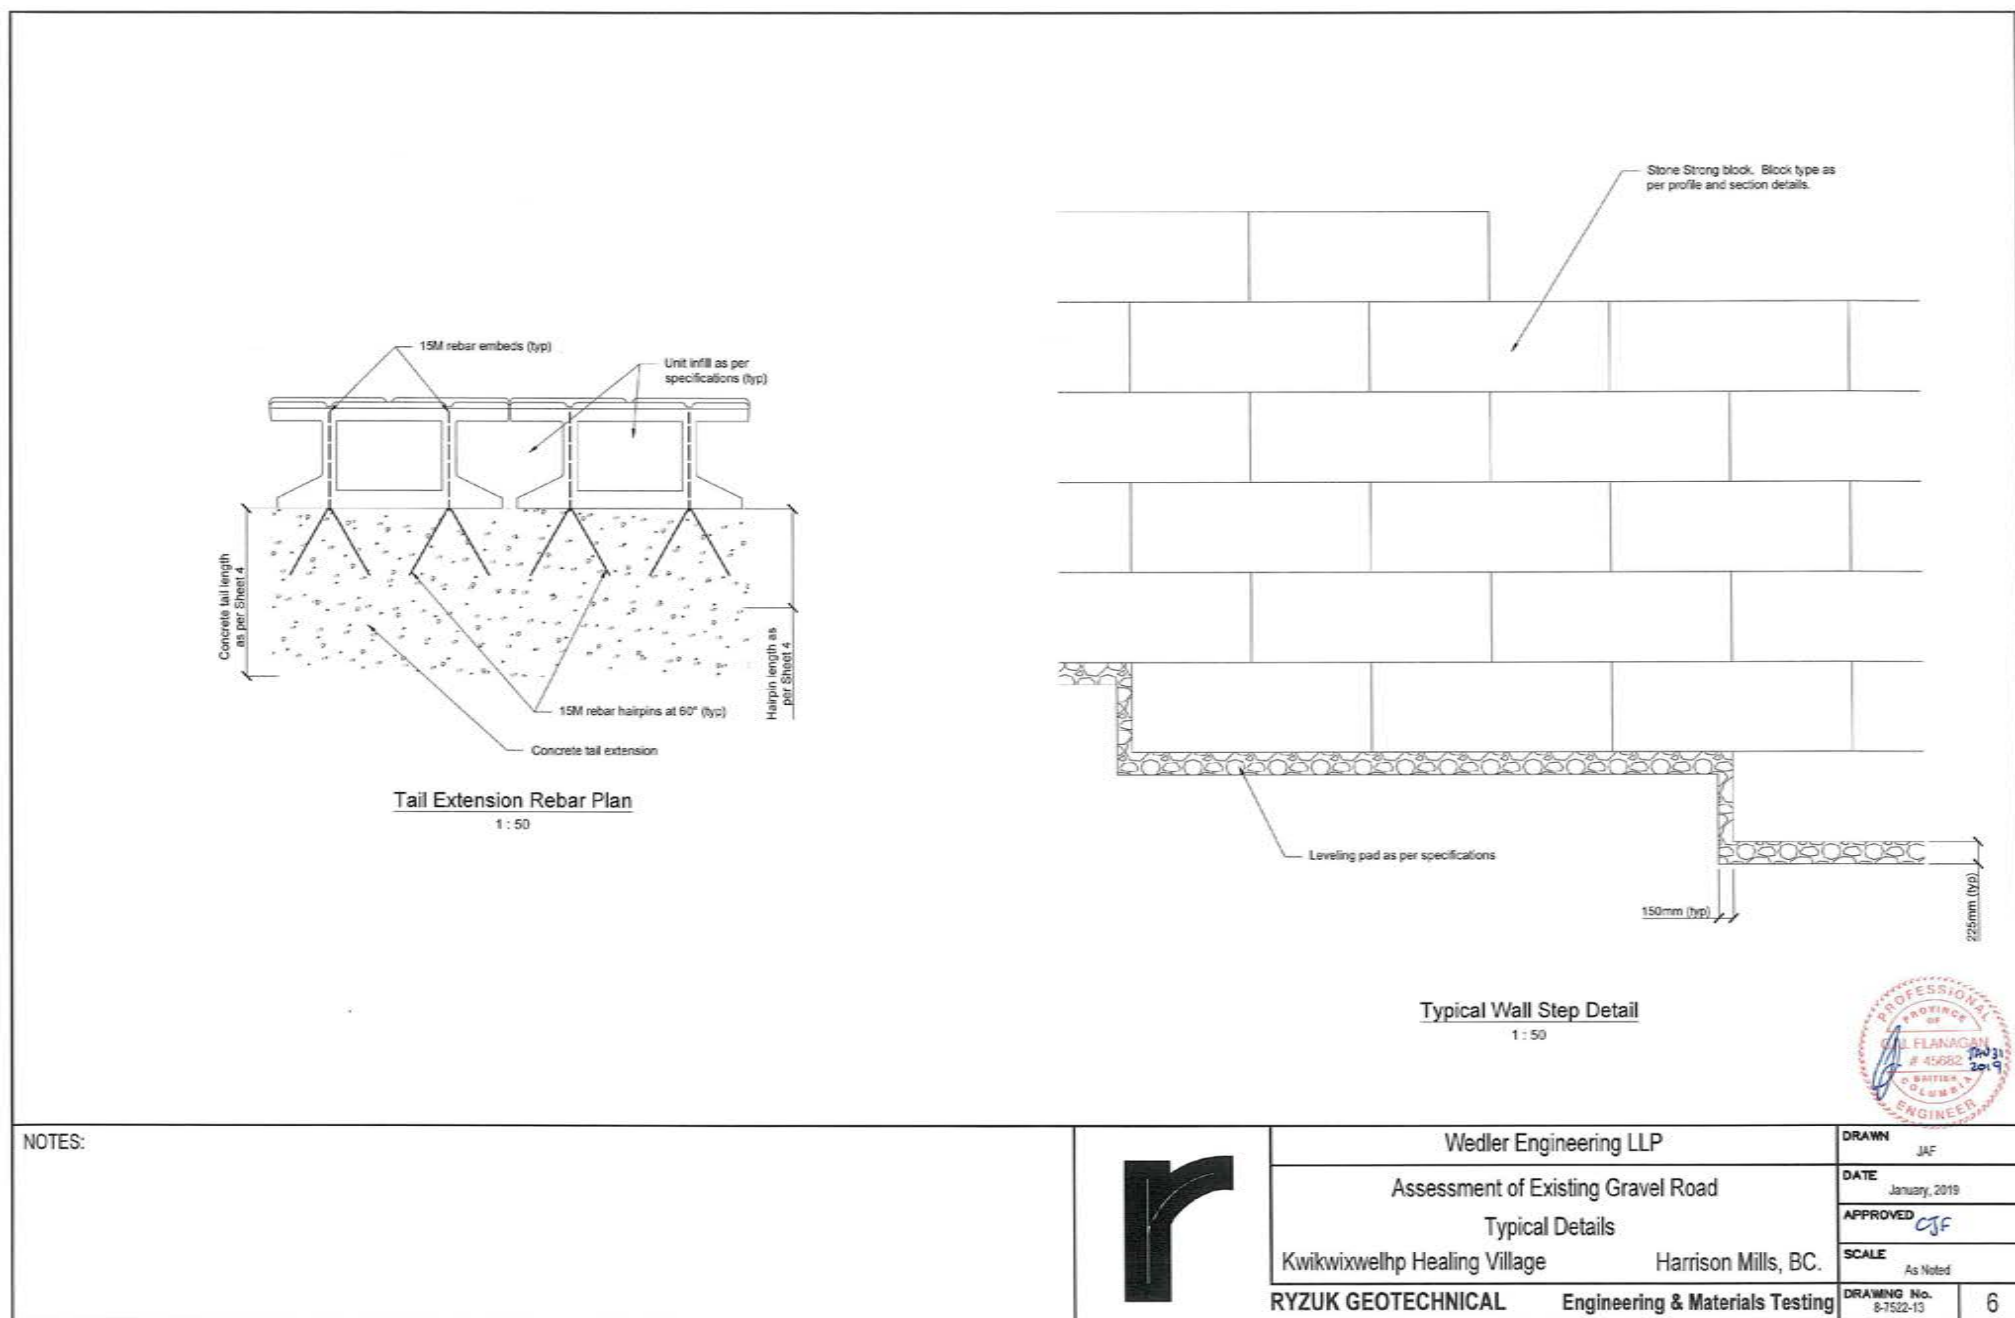 15M rebar embeds (typ)
Unit infill as per
specifications (typ)
Concrete tail length
as per Sheet 4
Hairpin length as
per Sheet 4
15M rebar hairpins at 60° (typ)
Concrete tail extension
Tail Extension Rebar Plan
1 : 50
Stone Strong block. Block type as
per profile and section details.
Leveling pad as per specifications
150mm (typ)
225mm (typ)
Typical Wall Step Detail
1 : 50
PROFESSIONAL
PROVINCE
OF
FLANAGAN
# 45682
JAN 31
2019
BRITISH
COLUMBIA
ENGINEER
NOTES:
r
Wedler Engineering LLP
Assessment of Existing Gravel Road
Typical Details
Kwikwixwelhp Healing Village Harrison Mills, BC.
RYZUK GEOTECHNICAL Engineering & Materials Testing
DRAWN
JAF
DATE
January, 2019
APPROVED CJF
SCALE
As Noted
DRAWING No.
8-7522-13
6